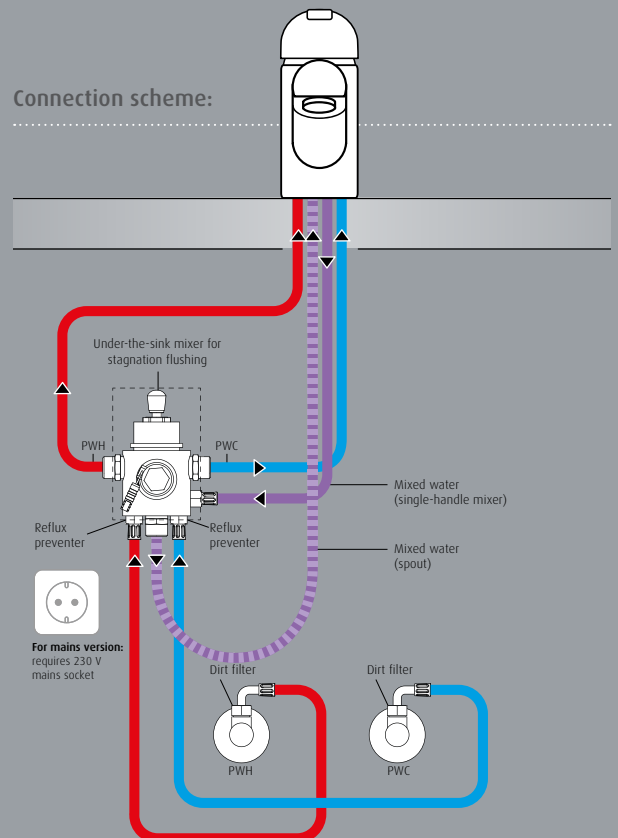 Connection scheme:
Under-the-sink mixer for
stagnation flushing
PWH
PWC
Mixed water
(single-handle mixer)
Reflux
preventer
Reflux
preventer
Mixed water
(spout)
For mains version:
requires 230 V
mains socket
Dirt filter
Dirt filter
PWH
PWC